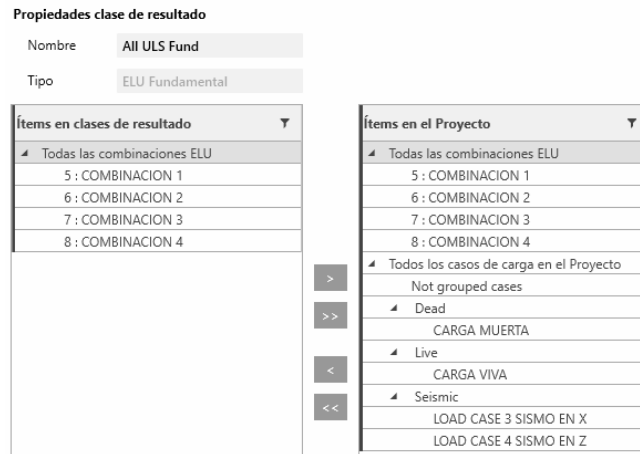 Propiedades clase de resultado
Nombre All ULS Fund
Tipo ELU Fundamental
Ítems en clases de resultado
Todas las combinaciones ELU
5 : COMBINACION 1
6 : COMBINACION 2
7 : COMBINACION 3
8 : COMBINACION 4
>
>>
<
<<
Ítems en el Proyecto
Todas las combinaciones ELU
5 : COMBINACION 1
6 : COMBINACION 2
7 : COMBINACION 3
8 : COMBINACION 4
Todos los casos de carga en el Proyecto
Not grouped cases
Dead
CARGA MUERTA
Live
CARGA VIVA
Seismic
LOAD CASE 3 SISMO EN X
LOAD CASE 4 SISMO EN Z